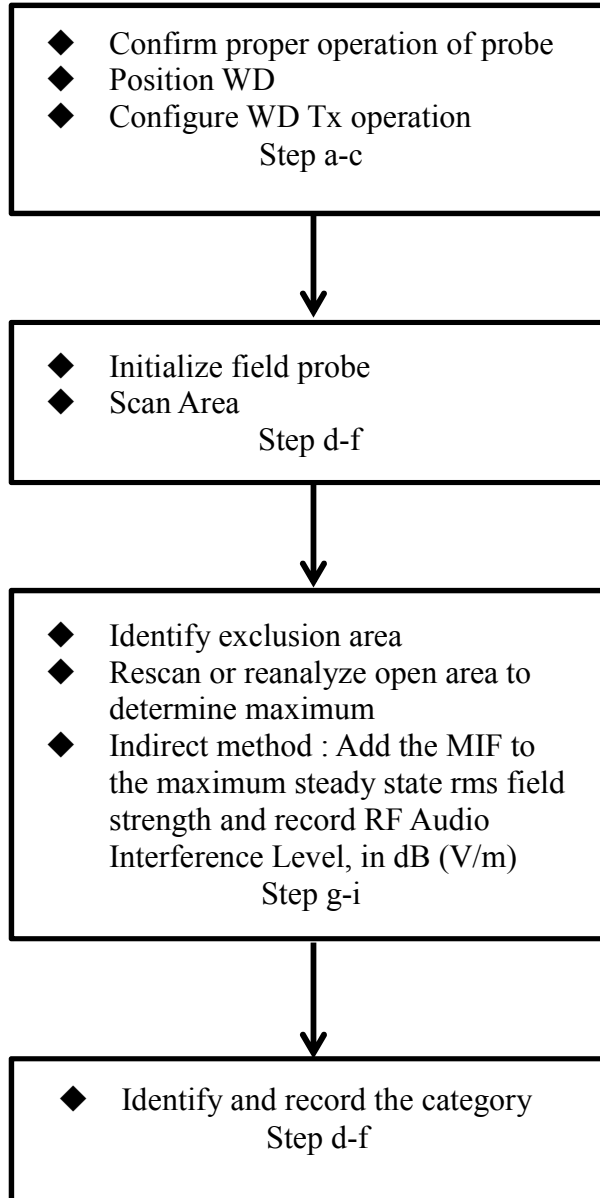 ◆ Confirm proper operation of probe
◆ Position WD
◆ Configure WD Tx operation
Step a-c
◆ Initialize field probe
◆ Scan Area
Step d-f
◆ Identify exclusion area
◆ Rescan or reanalyze open area to
determine maximum
◆ Indirect method : Add the MIF to
the maximum steady state rms field
strength and record RF Audio
Interference Level, in dB (V/m)
Step g-i
◆ Identify and record the category
Step d-f